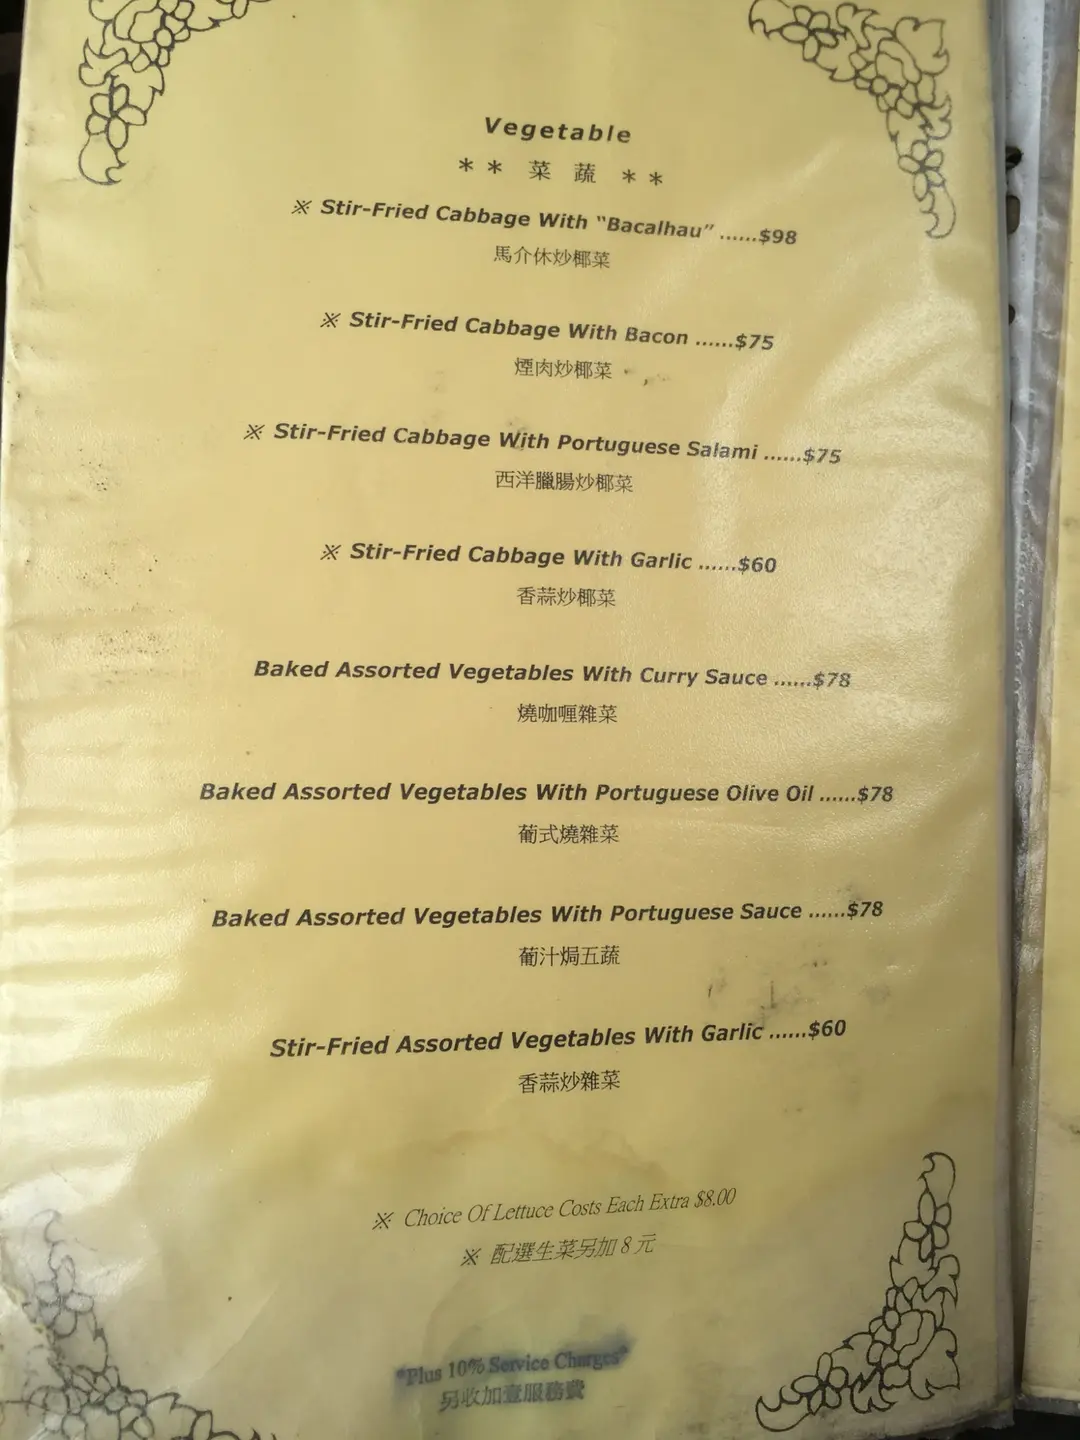 Vegetable
** 菜 蔬 **
※ Stir-Fried Cabbage With "Bacalhau" ......$98
馬介休炒椰菜
※ Stir-Fried Cabbage With Bacon ......$75
煙肉炒椰菜
※ Stir-Fried Cabbage With Portuguese Salami ......$75
西洋臘腸炒椰菜
※ Stir-Fried Cabbage With Garlic ......$60
香蒜炒椰菜
Baked Assorted Vegetables With Curry Sauce ......$78
燒咖喱雜菜
Baked Assorted Vegetables With Portuguese Olive Oil ......$78
葡式燒雜菜
Baked Assorted Vegetables With Portuguese Sauce ......$78
葡汁焗五蔬
Stir-Fried Assorted Vegetables With Garlic ......$60
香蒜炒雜菜
※ Choice Of Lettuce Costs Each Extra $8.00
※ 配選生菜另加 8 元
*Plus 10% Service Charges*
另收加壹服務費